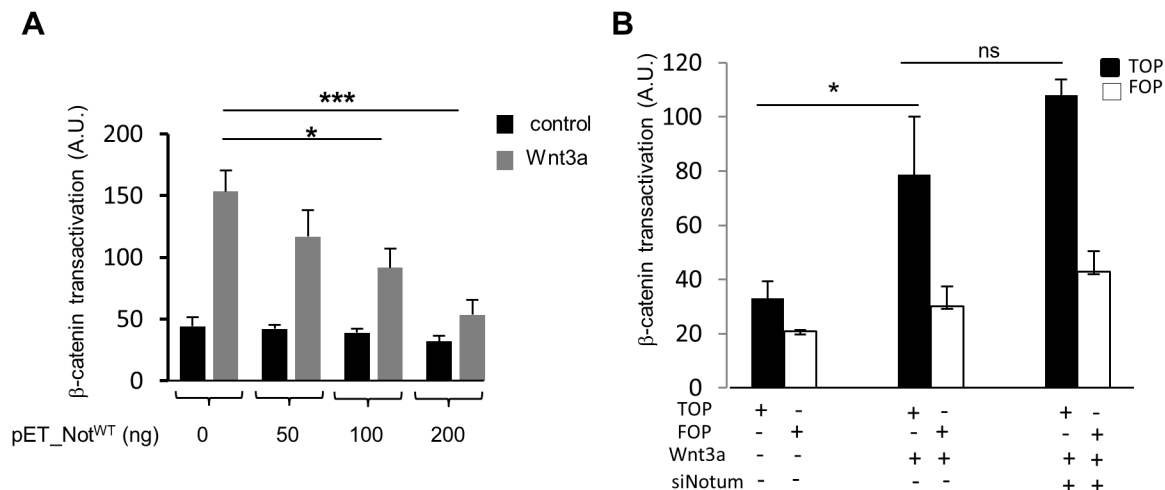 A
β-catenin transactivation (A.U.)
200
150
100
50
0
***
*
control
Wnt3a
pET_Not^WT (ng)
0 50 100 200
B
β-catenin transactivation (A.U.)
120
100
80
60
40
20
0
*
ns
TOP
FOP
TOP + - + - + -
FOP - + - + - +
Wnt3a - - + + + +
siNotum - - - - + +